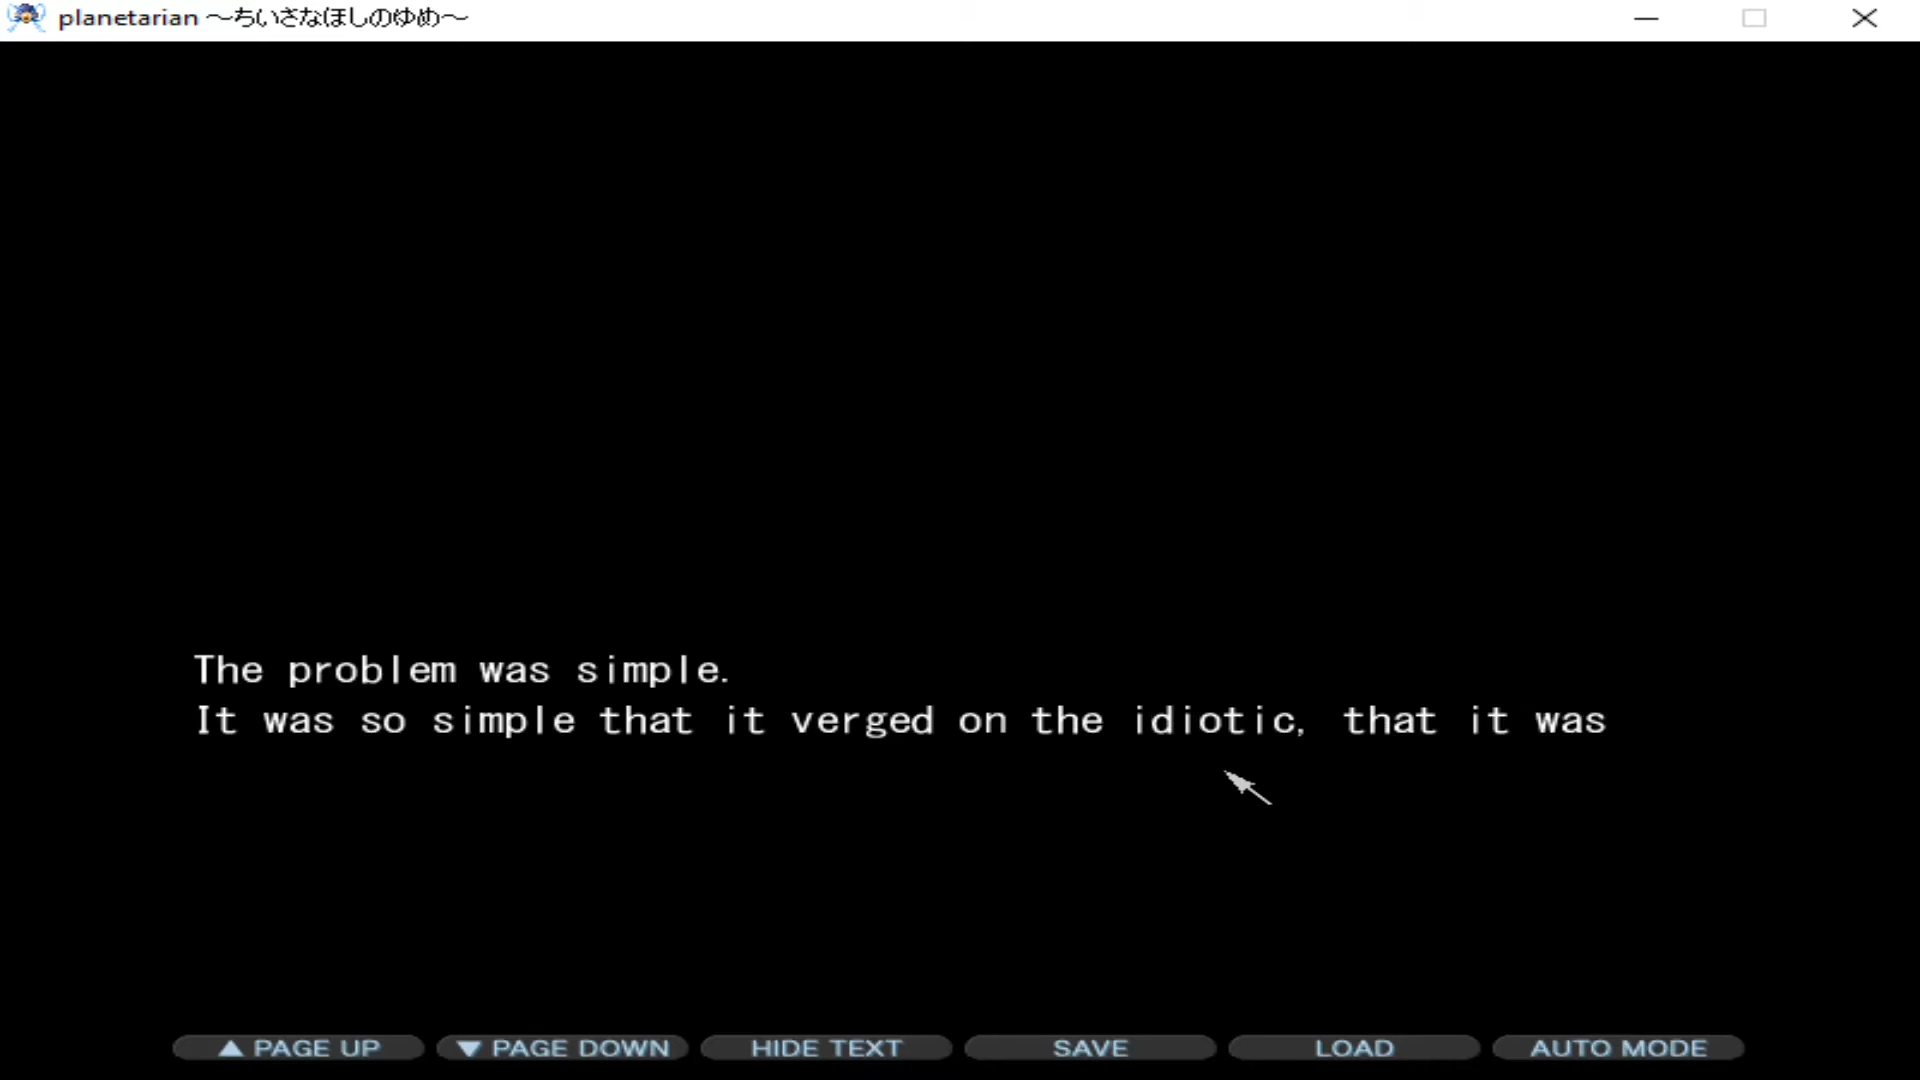 planetarian ～ちいさなほしのゆめ～
The problem was simple.
It was so simple that it verged on the idiotic, that it was
▲ PAGE UP ▼ PAGE DOWN HIDE TEXT SAVE LOAD AUTO MODE